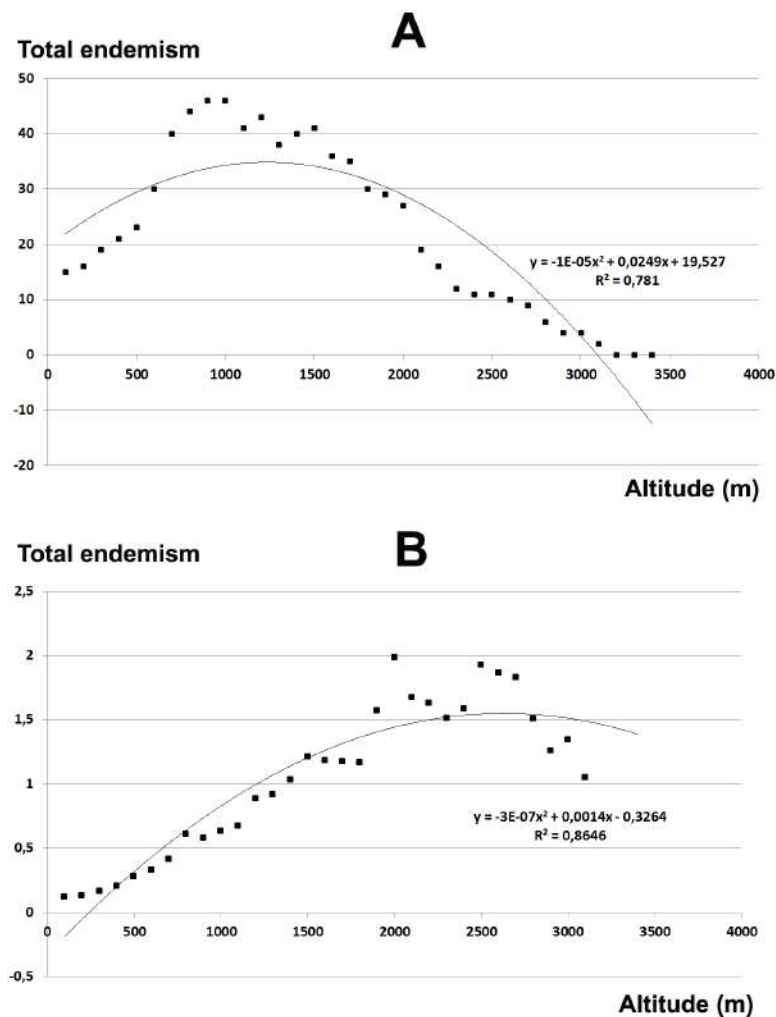 A
Total endemism
50
40
30
20
10
0
-10
-20
0 500 1000 1500 2000 2500 3000 3500 4000
y = -1E-05x² + 0,0249x + 19,527
R² = 0,781
Altitude (m)
B
Total endemism
2,5
2
1,5
1
0,5
0
-0,5
0 500 1000 1500 2000 2500 3000 3500 4000
y = -3E-07x² + 0,0014x - 0,3264
R² = 0,8646
Altitude (m)